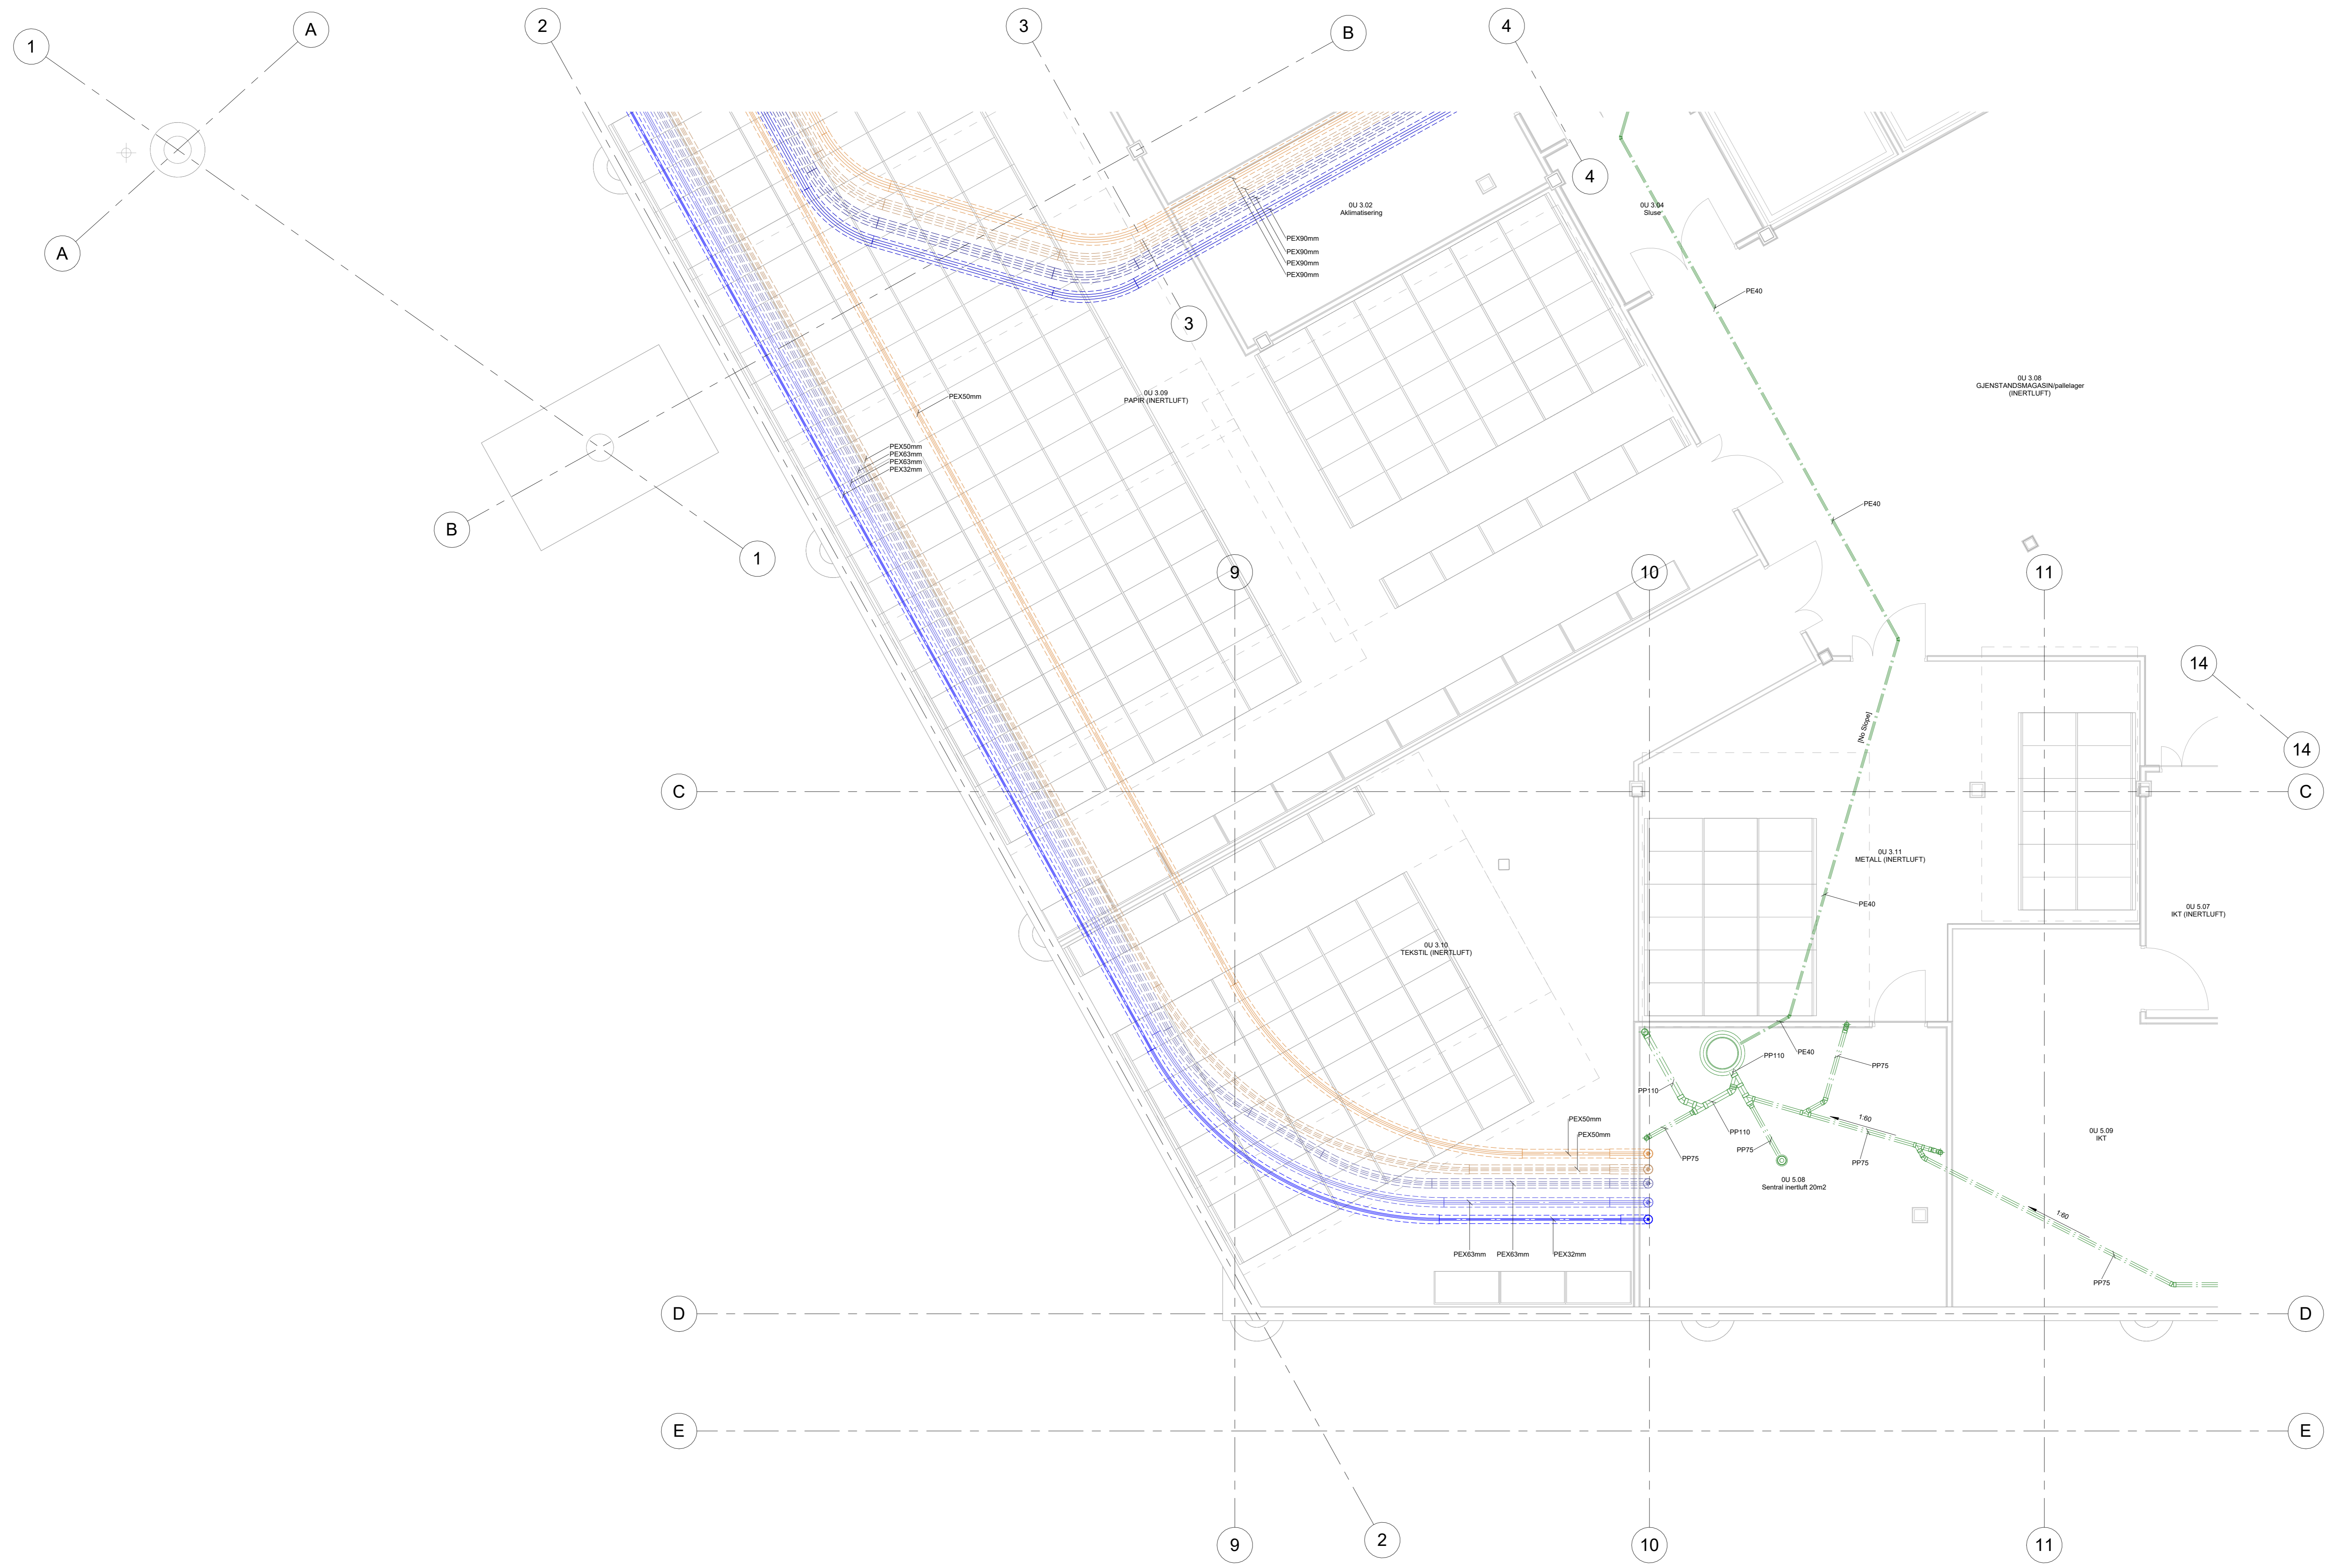 2
3
4
B
A
1
A
4
0U 3.02
Aklimatisering
0U 3.04
Sluse
PEX90mm
PEX90mm
PEX90mm
PEX90mm
PE40
3
0U 3.08
GJENSTANDSMAGASIN/pallelager
(INERTLUFT)
PEX50mm
0U 3.09
PAPIR (INERTLUFT)
PEX50mm
PEX63mm
PEX63mm
PEX32mm
PE40
B
1
9
10
11
14
[No Slope]
14
C
C
0U 3.11
METALL (INERTLUFT)
PE40
0U 5.07
IKT (INERTLUFT)
0U 3.10
TEKSTIL (INERTLUFT)
PE40
PP110
PP75
PP110
1:60
PEX50mm
PEX50mm
PP110
PP75
PP75
PP75
0U 5.09
IKT
0U 5.08
Sentral inertluft 20m2
1:60
PEX63mm
PEX63mm
PEX32mm
PP75
D
D
E
E
9
2
10
11